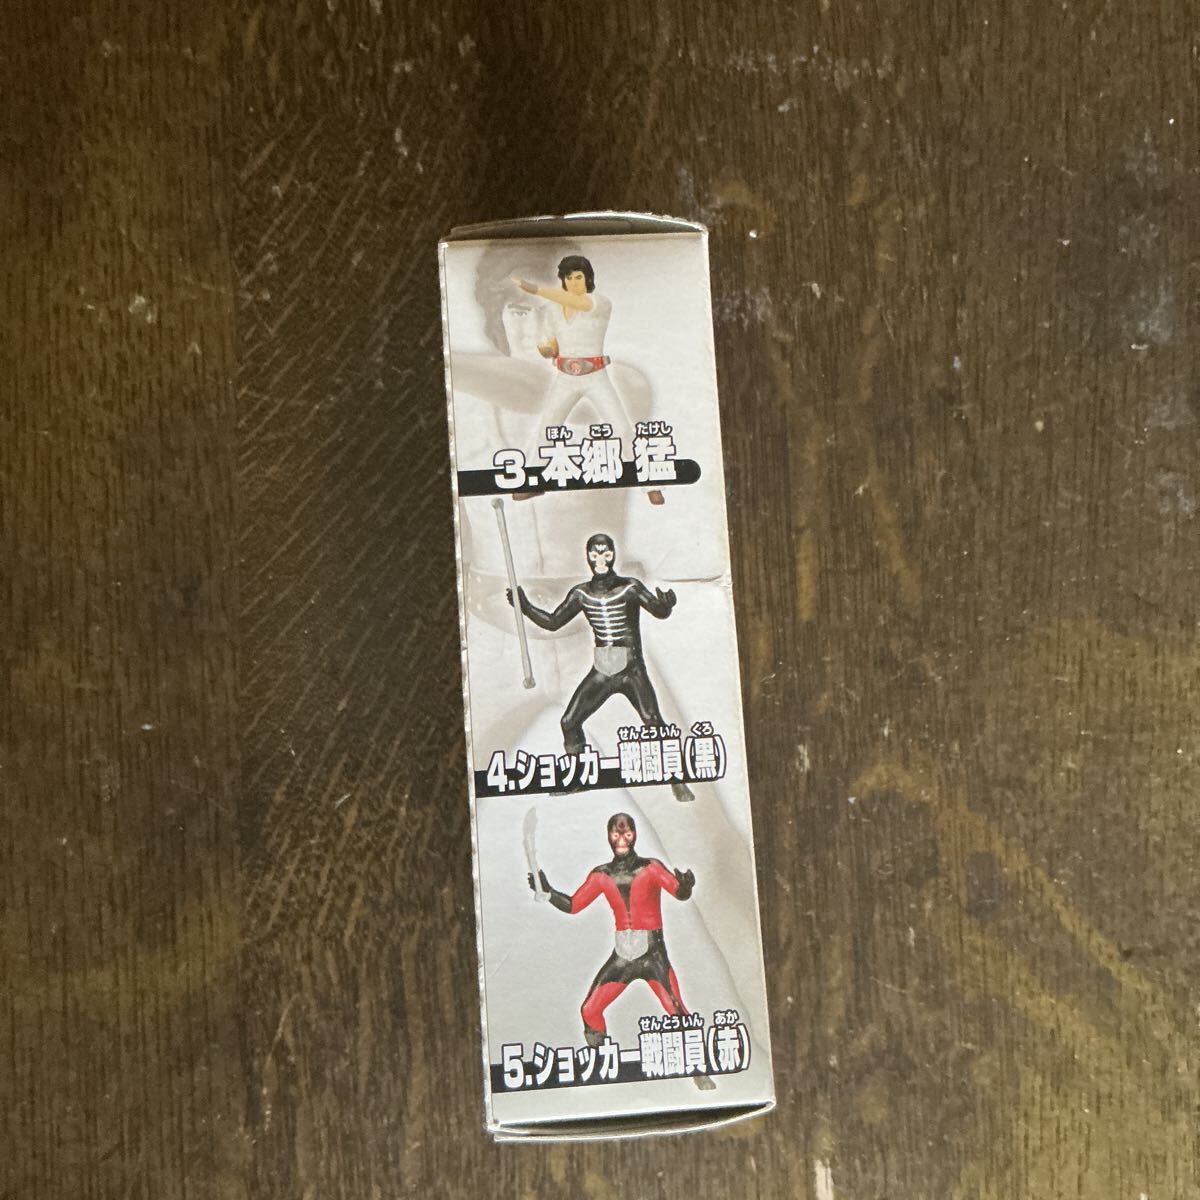 ほん ごう たけし
3.本郷 猛
せんとういん ぐろ
4.ショッカー戦闘員(黒)
せんとういん あか
5.ショッカー戦闘員(赤)